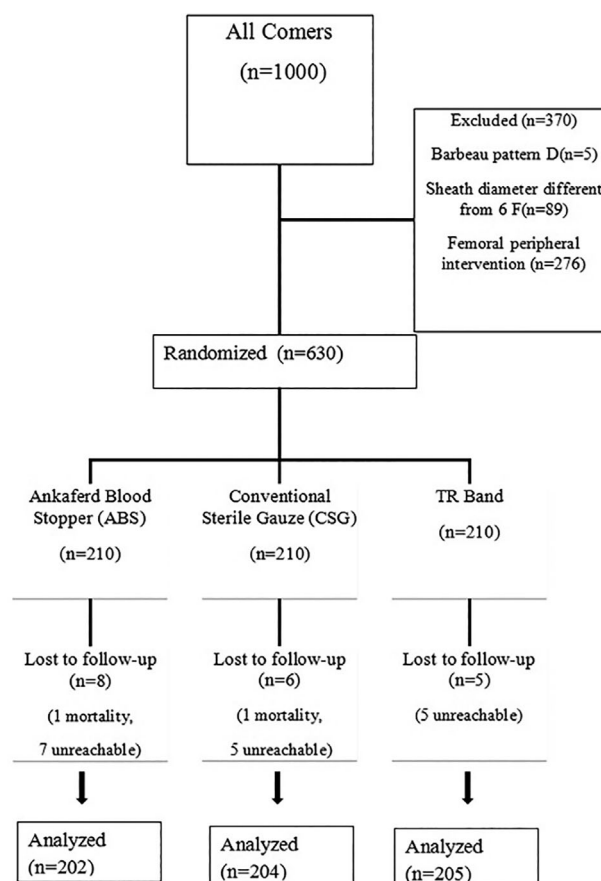 All Comers
(n=1000)
Excluded (n=370)
Barbeau pattern D(n=5)
Sheath diameter different
from 6 F(n=89)
Femoral peripheral
intervention (n=276)
Randomized (n=630)
Ankaferd Blood
Stopper (ABS)
(n=210)
Conventional
Sterile Gauze (CSG)
(n=210)
TR Band
(n=210)
Lost to follow-up
(n=8)
(1 mortality,
7 unreachable)
Lost to follow-up
(n=6)
(1 mortality,
5 unreachable)
Lost to follow-up
(n=5)
(5 unreachable)
Analyzed
(n=202)
Analyzed
(n=204)
Analyzed
(n=205)